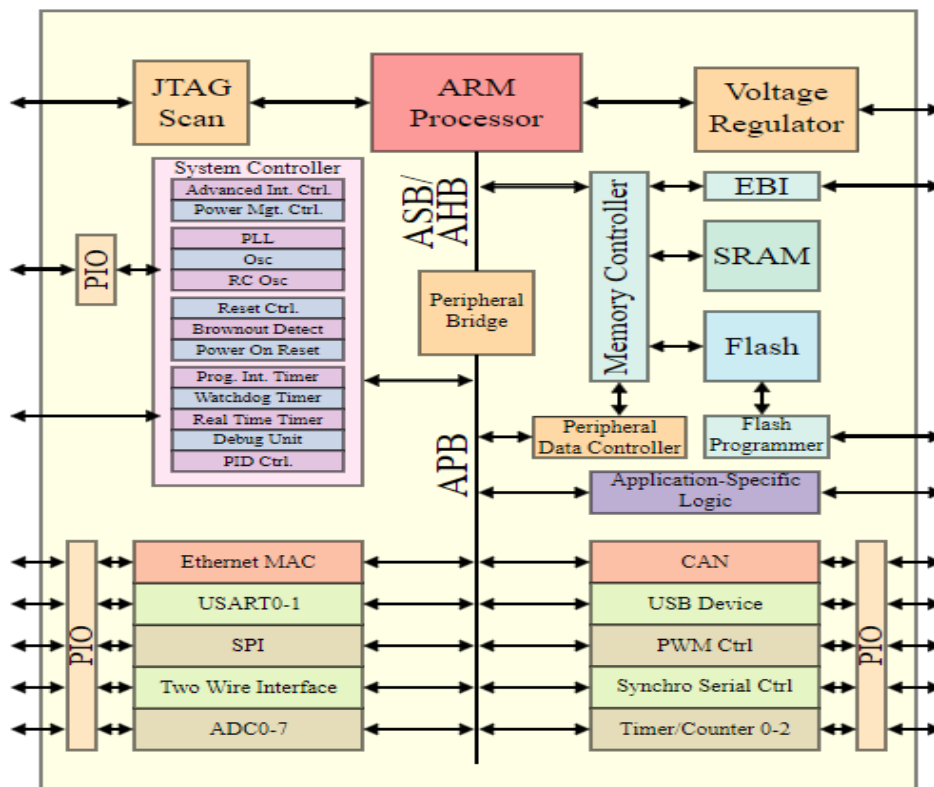 JTAG
Scan
ARM
Processor
Voltage
Regulator
System Controller
Advanced Int. Ctrl.
Power Mgt. Ctrl.
PLL
Osc
RC Osc
Reset Ctrl.
Brownout Detect
Power On Reset
Prog. Int. Timer
Watchdog Timer
Real Time Timer
Debug Unit
PID Ctrl.
PIO
ASB/
AHB
Peripheral
Bridge
APB
Memory Controller
EBI
SRAM
Flash
Peripheral
Data Controller
Flash
Programmer
Application-Specific
Logic
PIO
Ethernet MAC
USART0-1
SPI
Two Wire Interface
ADC0-7
CAN
USB Device
PWM Ctrl
Synchro Serial Ctrl
Timer/Counter 0-2
PIO